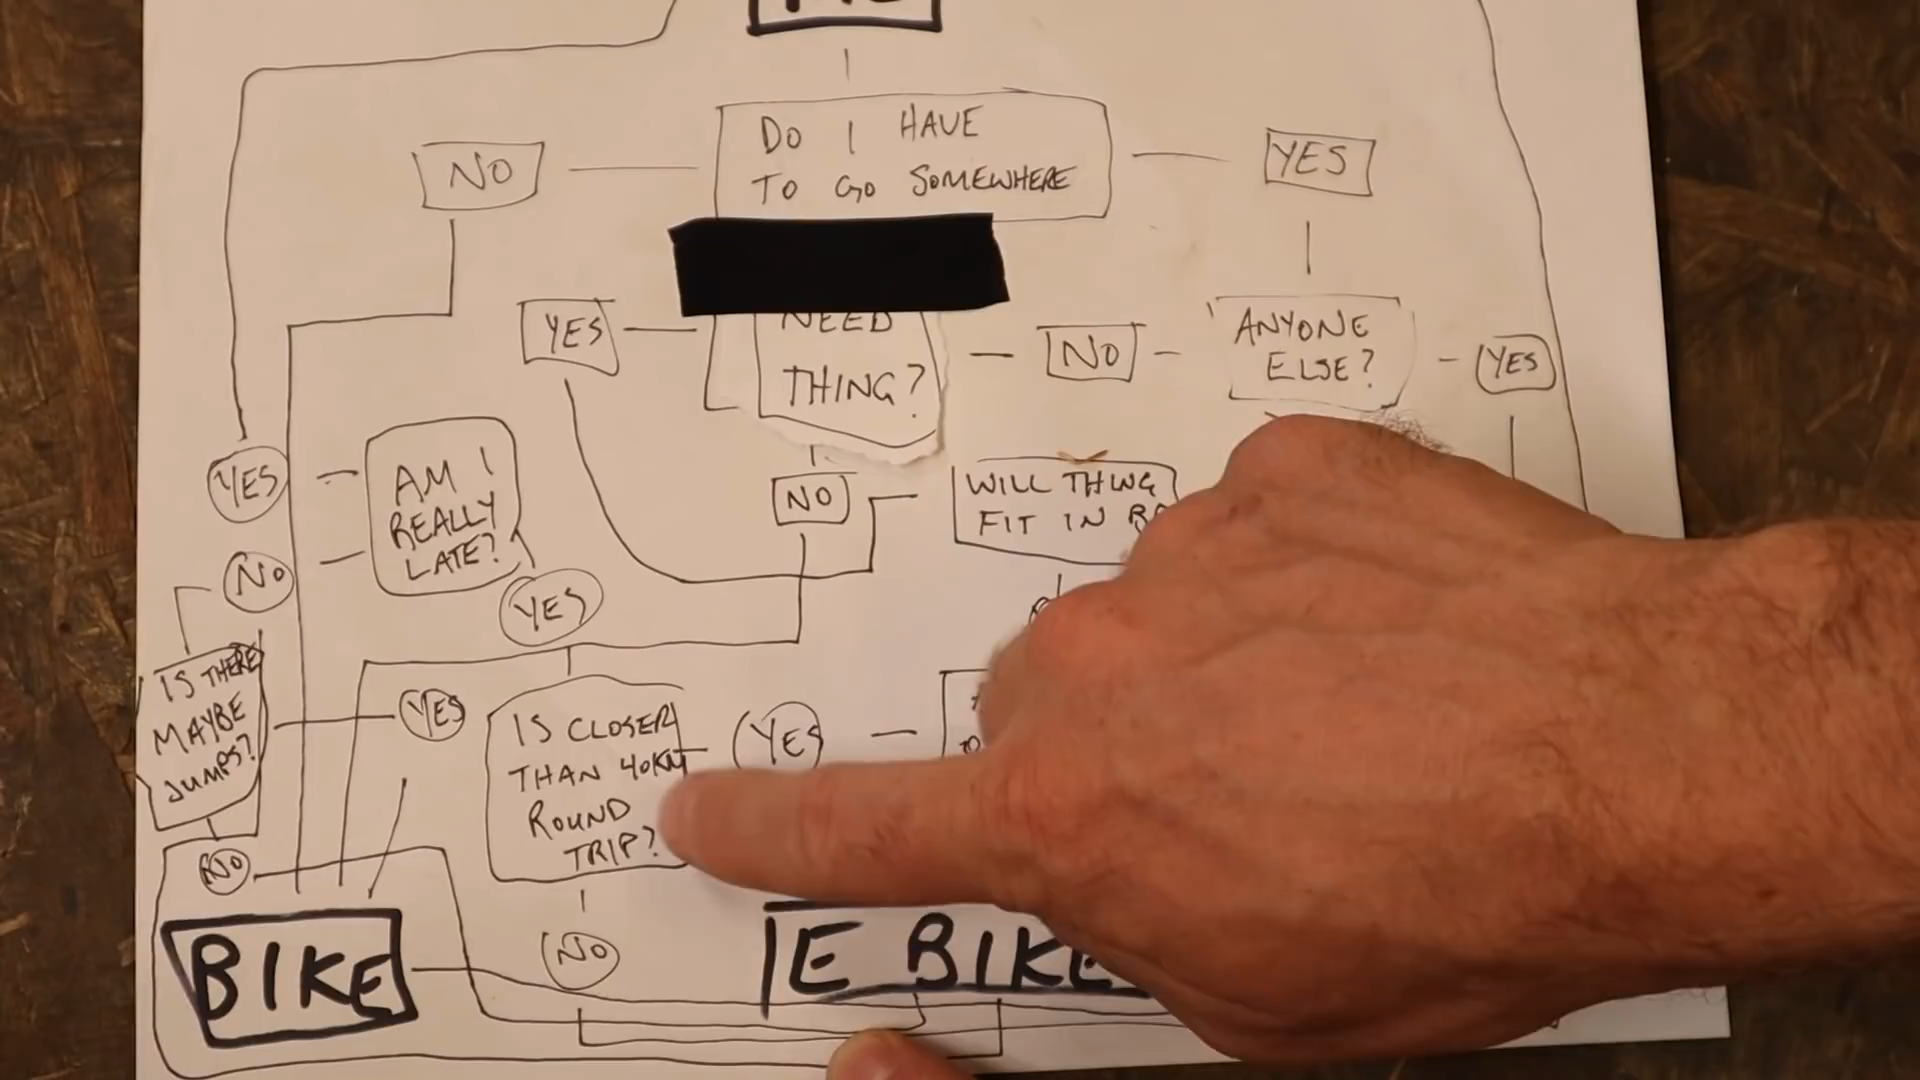 DO I HAVE
TO GO SOMEWHERE
NO
YES
YES
NEED
THING?
NO
ANYONE
ELSE?
YES
YES
AM I
REALLY
LATE?
NO
WILL THING
FIT IN
NO
YES
IS THERE
MAYBE
JUMPS?
YES
IS CLOSER
THAN 40KM
ROUND
TRIP?
YES
NO
NO
BIKE
E BIKE